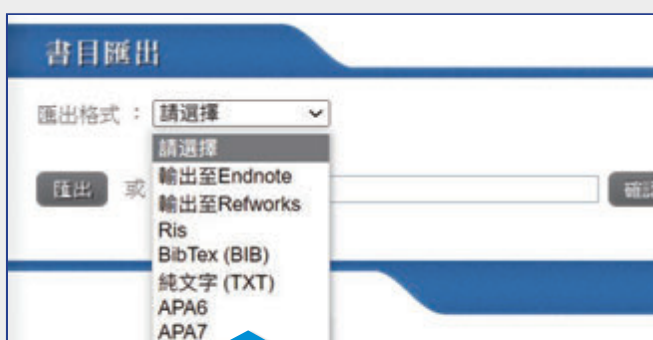 書目匯出
匯出格式 : 請選擇
請選擇
輸出至Endnote
匯出 或
輸出至Refworks
Ris
BibTex (BIB)
純文字 (TXT)
APA6
APA7